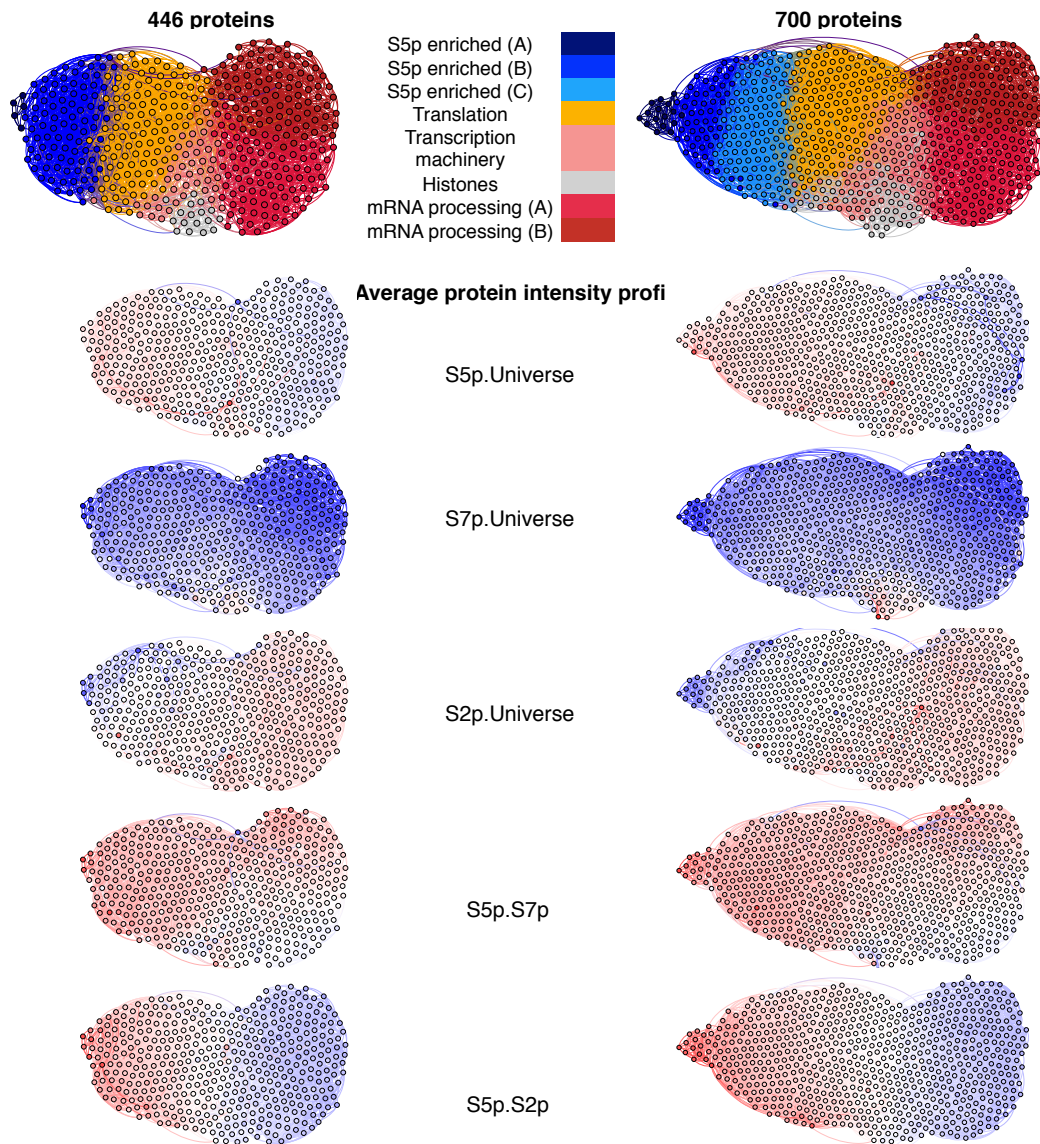 446 proteins
700 proteins
S5p enriched (A)
S5p enriched (B)
S5p enriched (C)
Translation
Transcription
machinery
Histones
mRNA processing (A)
mRNA processing (B)
Average protein intensity profi
S5p.Universe
S7p.Universe
S2p.Universe
S5p.S7p
S5p.S2p